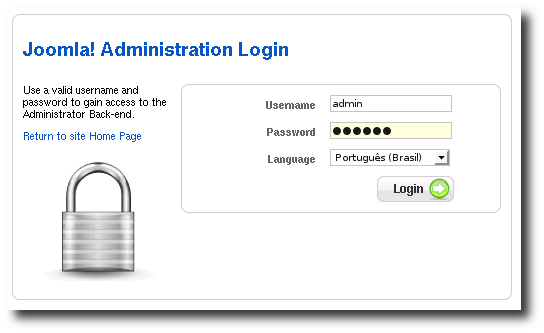 Joomla! Administration Login
Use a valid username and
password to gain access to the
Administrator Back-end.
Return to site Home Page
Username admin
Password ●●●●●●
Language Português (Brasil)
Login